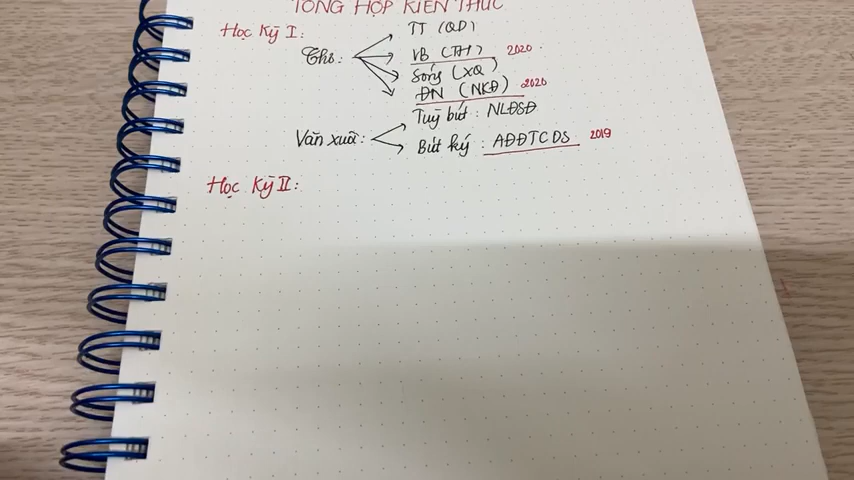 TỔNG HỢP KIẾN THỨC
Học Kỳ I:
Thơ:
TT (QD)
VB (TH) 2020
Sóng (XQ)
ĐN (NKĐ) 2020
Văn xuôi:
Tuỳ bút : NLĐSĐ
Bút ký : AĐĐTCDS 2019
Học Kỳ II: